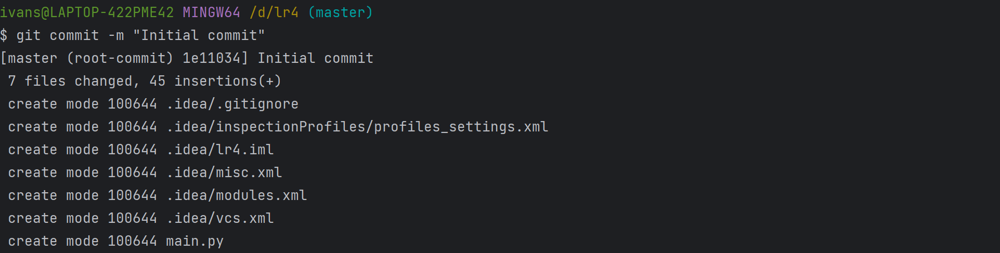 ivans@LAPTOP-422PME42 MINGW64 /d/lr4 (master)
$ git commit -m "Initial commit"
[master (root-commit) 1e11034] Initial commit
 7 files changed, 45 insertions(+)
 create mode 100644 .idea/.gitignore
 create mode 100644 .idea/inspectionProfiles/profiles_settings.xml
 create mode 100644 .idea/lr4.iml
 create mode 100644 .idea/misc.xml
 create mode 100644 .idea/modules.xml
 create mode 100644 .idea/vcs.xml
 create mode 100644 main.py